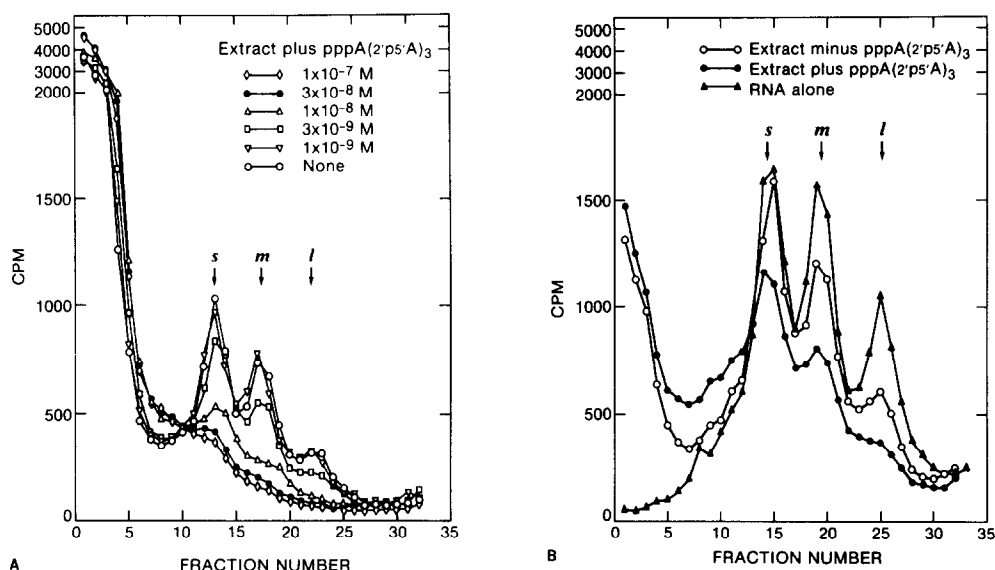 5000
4000
3000
2000
1500
1000
500
0
CPM
Extract plus pppA(2'p5'A)3
1x10-7 M
3x10-8 M
1x10-8 M
3x10-9 M
1x10-9 M
None
s m l
0 5 10 15 20 25 30 35
A FRACTION NUMBER
5000
4000
3000
2000
1500
1000
500
0
CPM
Extract minus pppA(2'p5'A)3
Extract plus pppA(2'p5'A)3
RNA alone
s m l
0 5 10 15 20 25 30 35
B FRACTION NUMBER